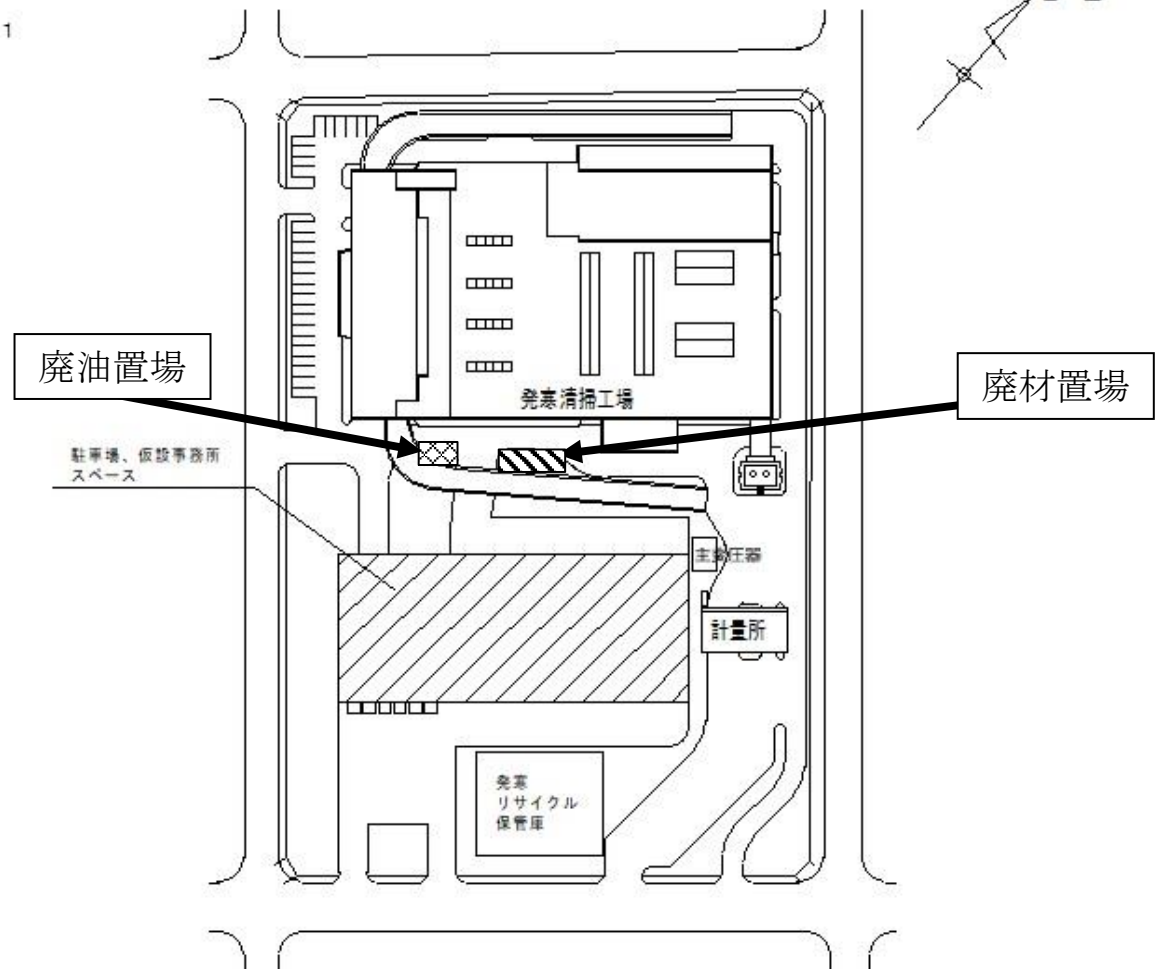 1
廃油置場
廃材置場
発寒清掃工場
駐車場、仮設事務所
スペース
主変圧器
計量所
発寒
リサイクル
保管庫